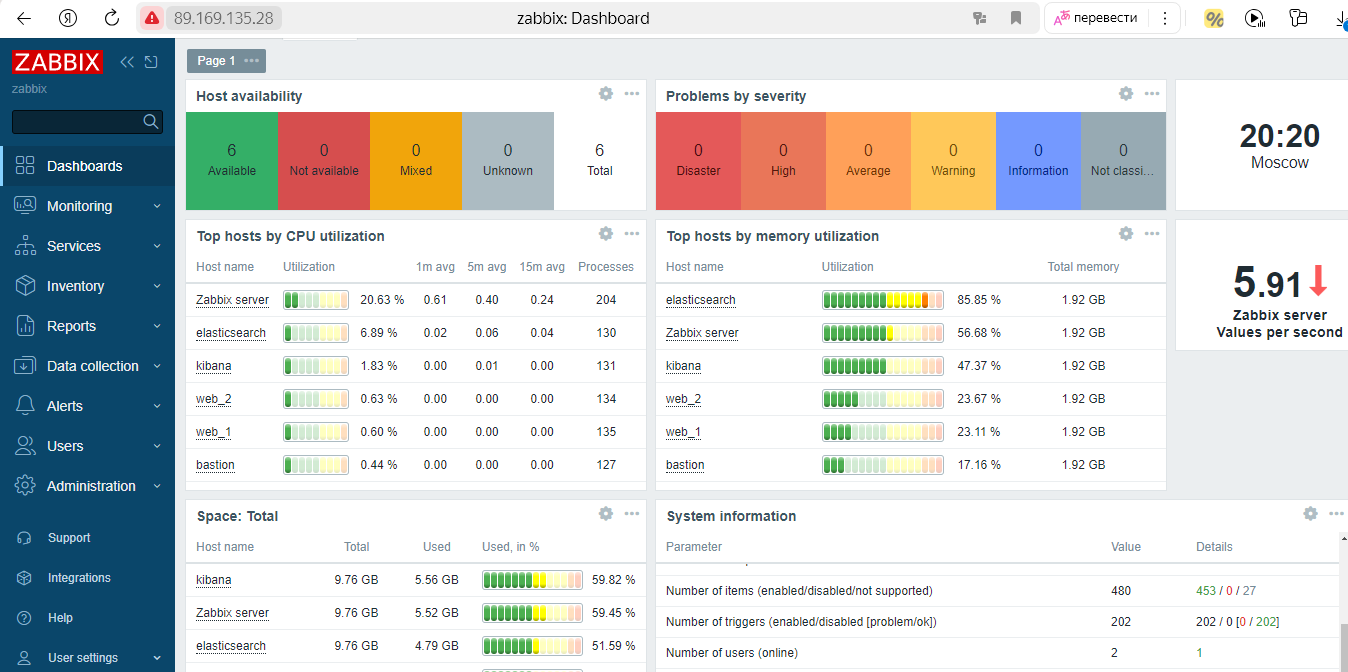 89.169.135.28
zabbix: Dashboard
перевести
ZABBIX
zabbix
Dashboards
Monitoring
Services
Inventory
Reports
Data collection
Alerts
Users
Administration
Support
Integrations
Help
User settings
Page 1
Host availability
6 0 0 0 6
Available Not available Mixed Unknown Total
Problems by severity
0 0 0 0 0 0
Disaster High Average Warning Information Not classi...
20:20
Moscow
Top hosts by CPU utilization
Host name Utilization 1m avg 5m avg 15m avg Processes
Zabbix server 20.63 % 0.61 0.40 0.24 204
elasticsearch 6.89 % 0.02 0.06 0.04 130
kibana 1.83 % 0.00 0.01 0.00 131
web_2 0.63 % 0.00 0.00 0.00 134
web_1 0.60 % 0.00 0.00 0.00 135
bastion 0.44 % 0.00 0.00 0.00 127
Top hosts by memory utilization
Host name Utilization Total memory
elasticsearch 85.85 % 1.92 GB
Zabbix server 56.68 % 1.92 GB
kibana 47.37 % 1.92 GB
web_2 23.67 % 1.92 GB
web_1 23.11 % 1.92 GB
bastion 17.16 % 1.92 GB
5.91
Zabbix server
Values per second
Space: Total
Host name Total Used Used, in %
kibana 9.76 GB 5.56 GB 59.82 %
Zabbix server 9.76 GB 5.52 GB 59.45 %
elasticsearch 9.76 GB 4.79 GB 51.59 %
System information
Parameter Value Details
Number of items (enabled/disabled/not supported) 480 453 / 0 / 27
Number of triggers (enabled/disabled [problem/ok]) 202 202 / 0 [0 / 202]
Number of users (online) 2 1